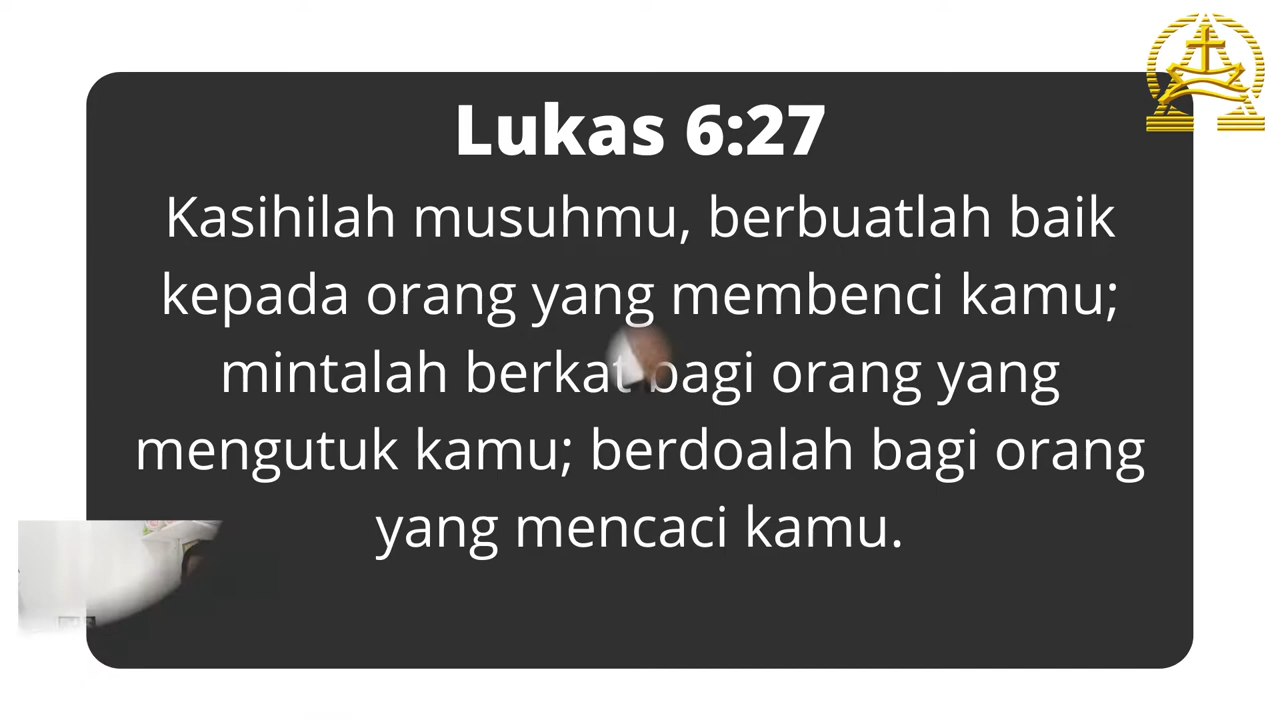 Lukas 6:27
Kasihilah musuhmu, berbuatlah baik
kepada orang yang membenci kamu;
mintalah berkat bagi orang yang
mengutuk kamu; berdoalah bagi orang
yang mencaci kamu.